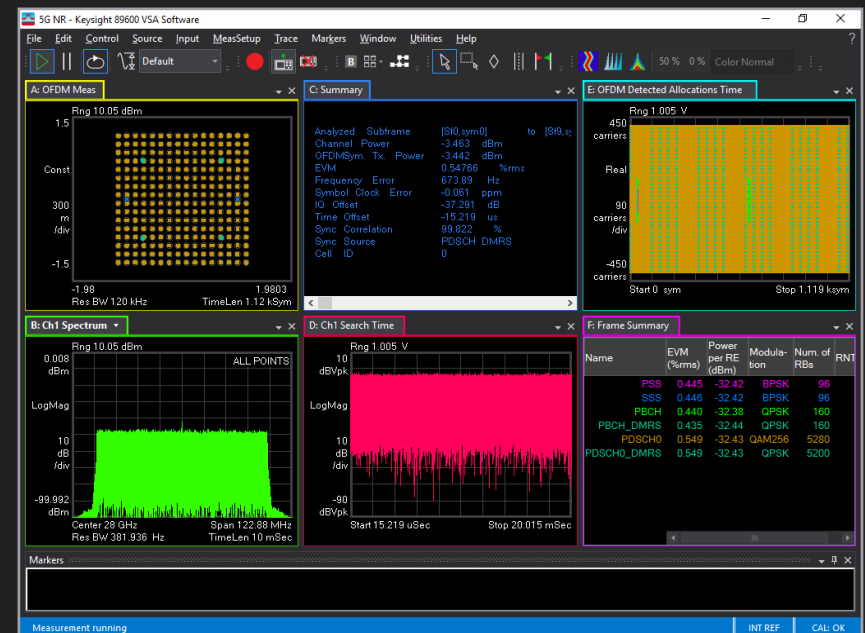 5G NR - Keysight 89600 VSA Software
File Edit Control Source Input MeasSetup Trace Markers Window Utilities Help
?
Default
B
50 % 0 % Color Normal
A: OFDM Meas
Rng 10.05 dBm
1.5
Const
300
m
/div
-1.5
-1.98 1.9803
Res BW 120 kHz TimeLen 1.12 kSym
C: Summary
Analyzed Subframe [Sf0,sym0] to [Sf9,sy
Channel Power -3.463 dBm
OFDMSym. Tx. Power -3.442 dBm
EVM 0.54766 %rms
Frequency Error 673.89 Hz
Symbol Clock Error -0.061 ppm
IQ Offset -37.291 dB
Time Offset -15.219 us
Sync Correlation 99.822 %
Sync Source PDSCH DMRS
Cell ID 0
E: OFDM Detected Allocations Time
Rng 1.005 V
450
carriers
Real
90
carriers
/div
-450
carriers
Start 0 sym Stop 1.119 ksym
B: Ch1 Spectrum
Rng 10.05 dBm
0.008
dBm
ALL POINTS
LogMag
10
dB
/div
-99.992
dBm
Center 28 GHz Span 122.88 MHz
Res BW 381.936 Hz TimeLen 10 mSec
D: Ch1 Search Time
Rng 1.005 V
10
dBVpk
LogMag
10
dB
/div
-90
dBVpk
Start 15.219 uSec Stop 20.015 mSec
F: Frame Summary
Name EVM (%rms) Power per RE (dBm) Modula-tion Num. of RBs RNT
PSS 0.445 -32.42 BPSK 96
SSS 0.446 -32.42 BPSK 96
PBCH 0.440 -32.38 QPSK 160
PBCH_DMRS 0.435 -32.44 QPSK 160
PDSCH0 0.549 -32.43 QAM256 5280
PDSCH0_DMRS 0.549 -32.43 QPSK 5200
Markers
Measurement running INT REF CAL: OK